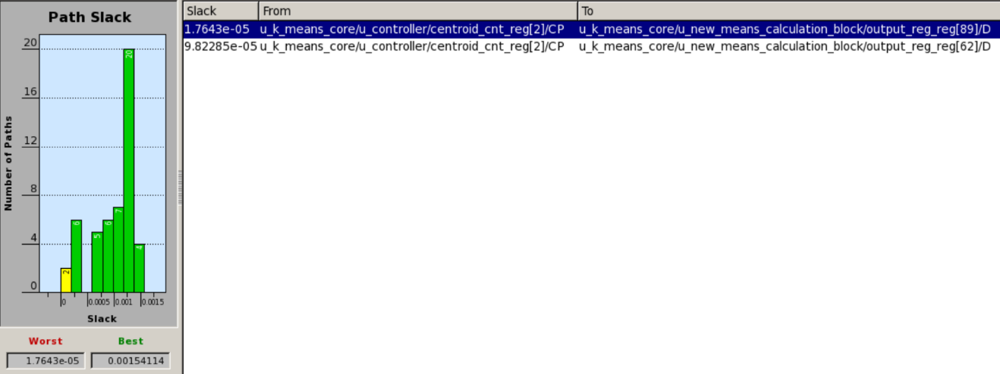 Path Slack
Number of Paths
20
16
12
8
4
0
2
6
5
6
7
20
4
0
0.0005
0.001
0.0015
Slack
Worst
Best
1.7643e-05
0.00154114
Slack From To
1.7643e-05 u_k_means_core/u_controller/centroid_cnt_reg[2]/CP u_k_means_core/u_new_means_calculation_block/output_reg_reg[89]/D
9.82285e-05 u_k_means_core/u_controller/centroid_cnt_reg[2]/CP u_k_means_core/u_new_means_calculation_block/output_reg_reg[62]/D